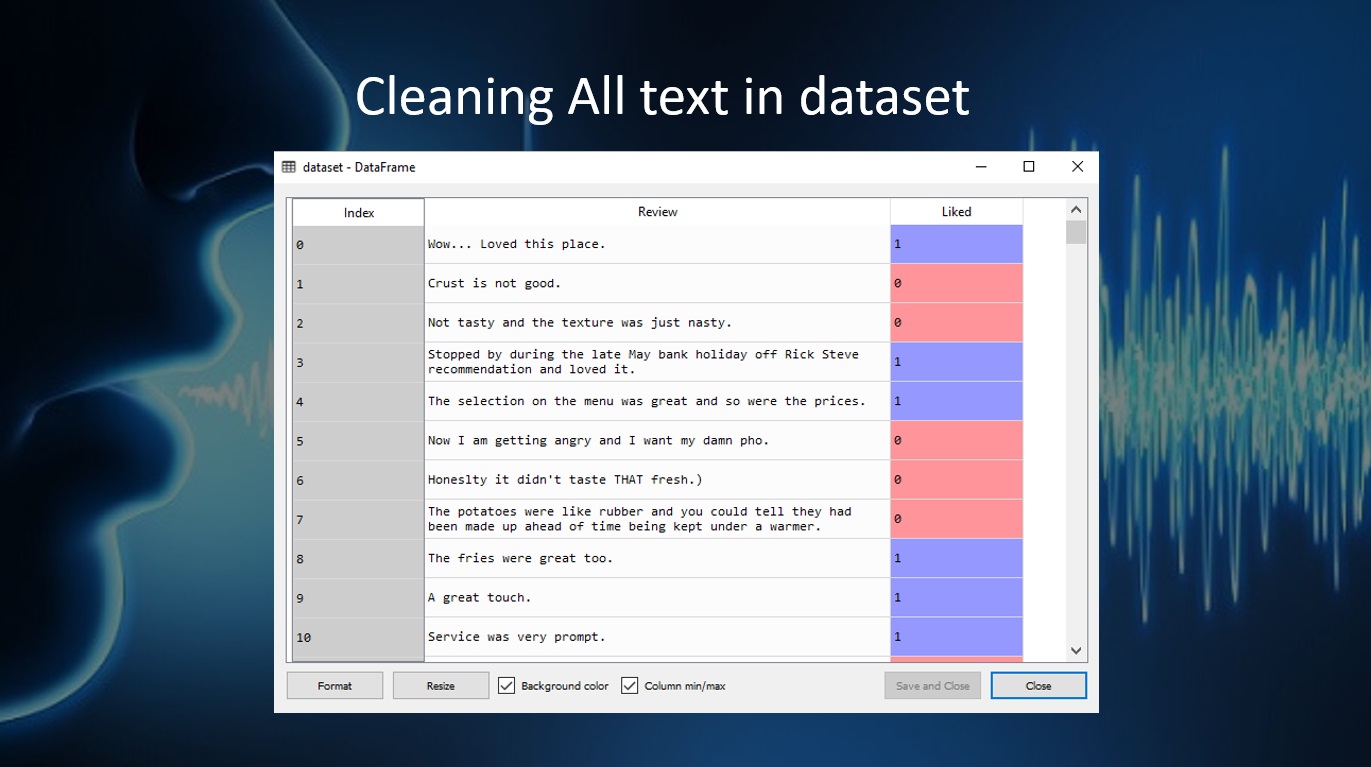 Cleaning All text in dataset
dataset - DataFrame
Index Review Liked
0 Wow... Loved this place. 1
1 Crust is not good. 0
2 Not tasty and the texture was just nasty. 0
3 Stopped by during the late May bank holiday off Rick Steve 1
recommendation and loved it.
4 The selection on the menu was great and so were the prices. 1
5 Now I am getting angry and I want my damn pho. 0
6 Honeslty it didn't taste THAT fresh.) 0
7 The potatoes were like rubber and you could tell they had 0
been made up ahead of time being kept under a warmer.
8 The fries were great too. 1
9 A great touch. 1
10 Service was very prompt. 1
Format Resize Background color Column min/max Save and Close Close